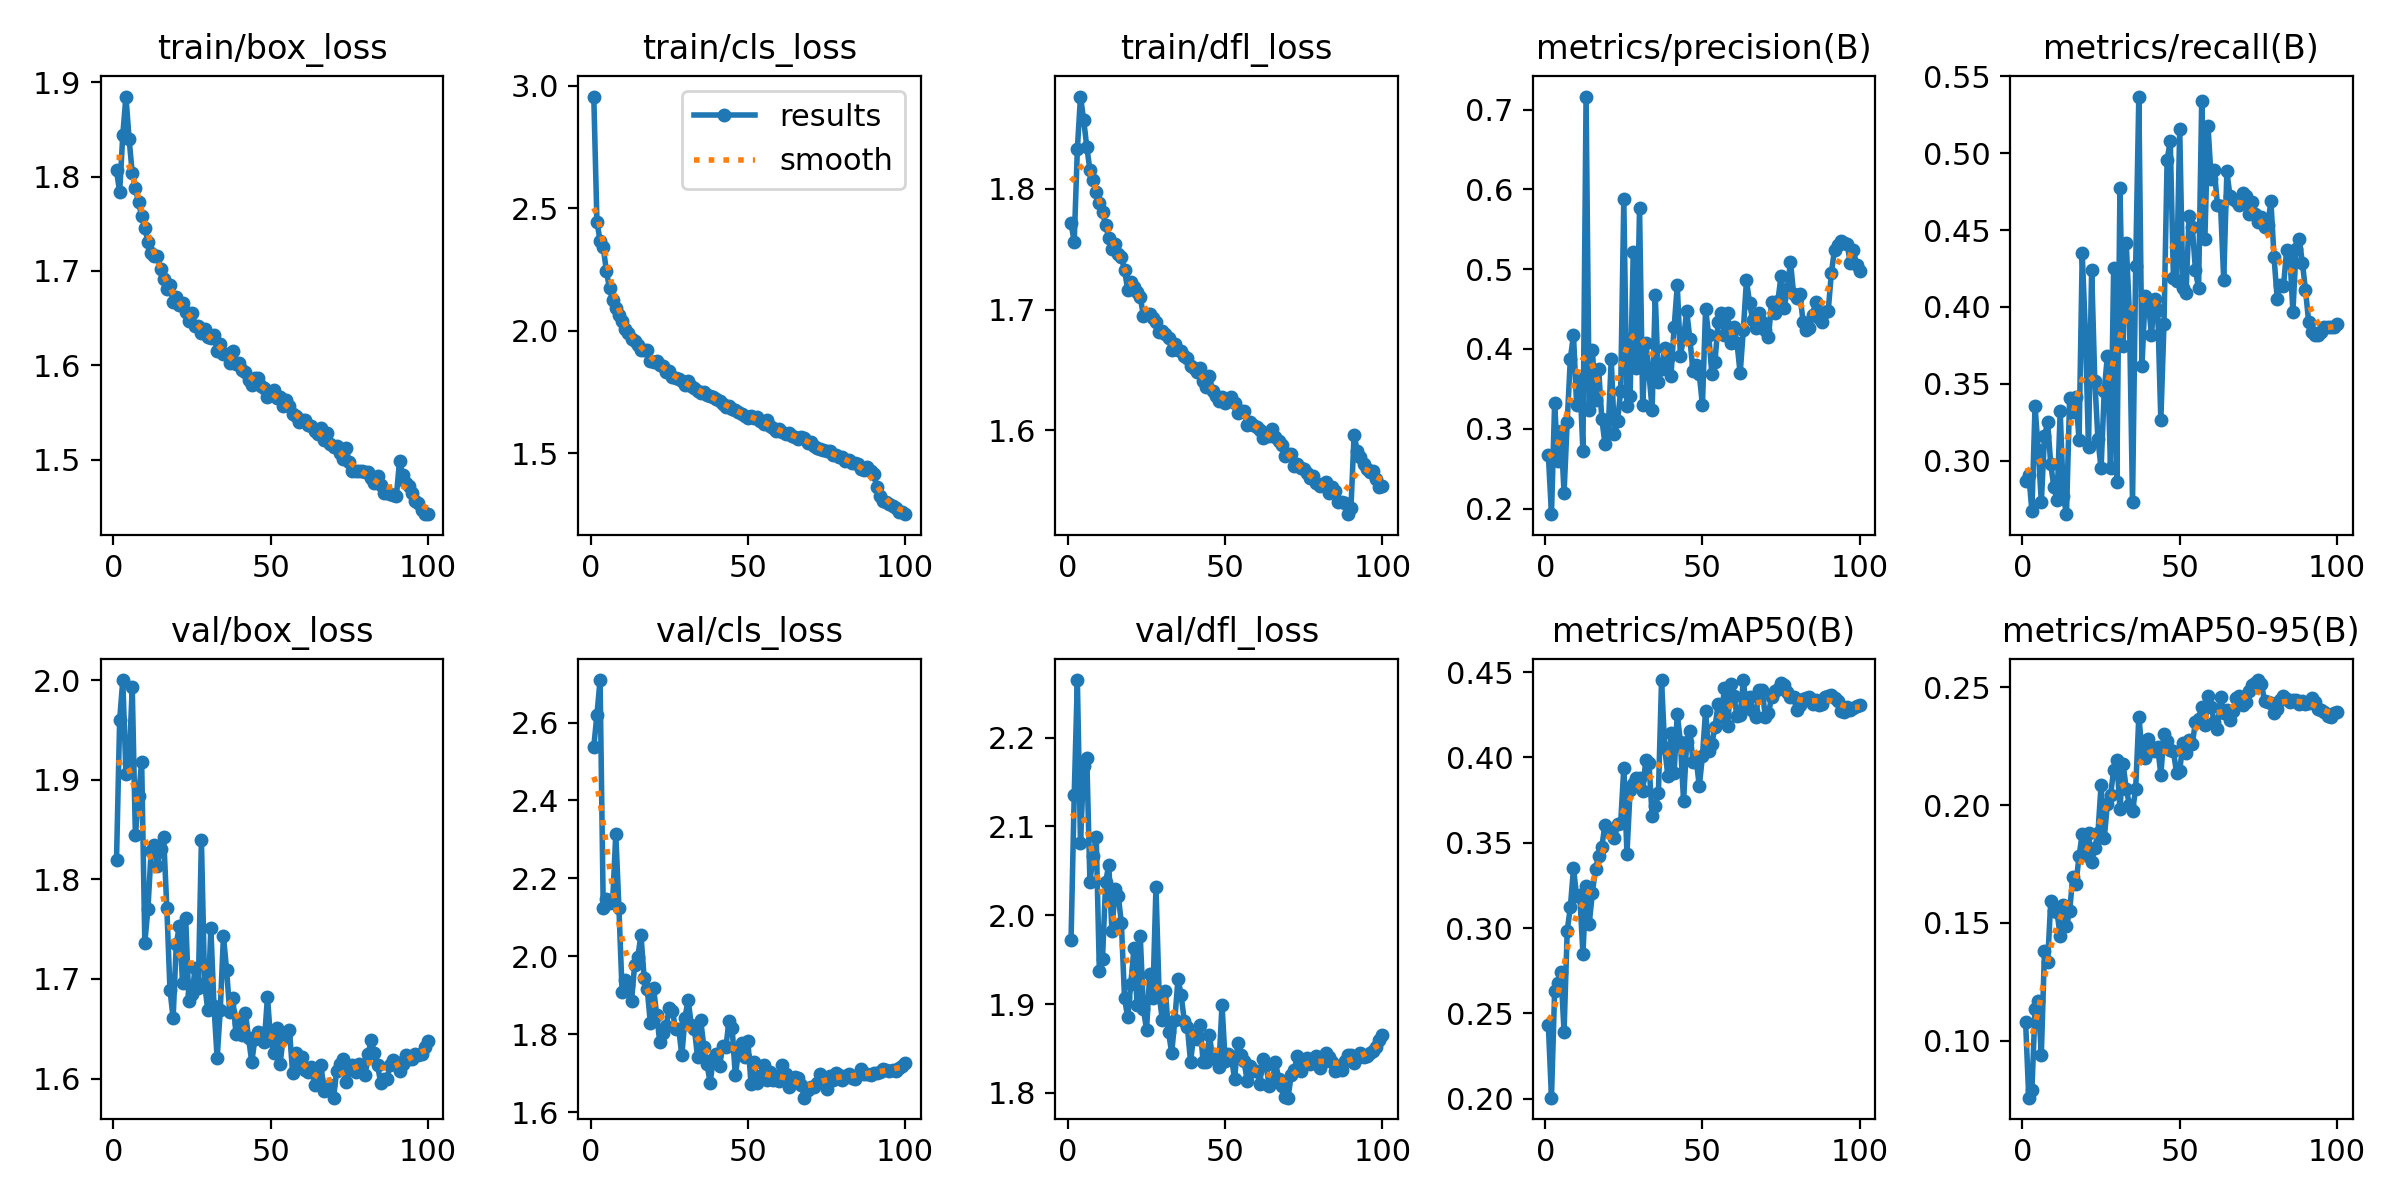 train/box_loss
1.9
1.8
1.7
1.6
1.5
0 50 100
train/cls_loss
3.0
2.5
2.0
1.5
results
smooth
0 50 100
train/dfl_loss
1.8
1.7
1.6
0 50 100
metrics/precision(B)
0.7
0.6
0.5
0.4
0.3
0.2
0 50 100
metrics/recall(B)
0.55
0.50
0.45
0.40
0.35
0.30
0 50 100
val/box_loss
2.0
1.9
1.8
1.7
1.6
0 50 100
val/cls_loss
2.6
2.4
2.2
2.0
1.8
1.6
0 50 100
val/dfl_loss
2.2
2.1
2.0
1.9
1.8
0 50 100
metrics/mAP50(B)
0.45
0.40
0.35
0.30
0.25
0.20
0 50 100
metrics/mAP50-95(B)
0.25
0.20
0.15
0.10
0 50 100